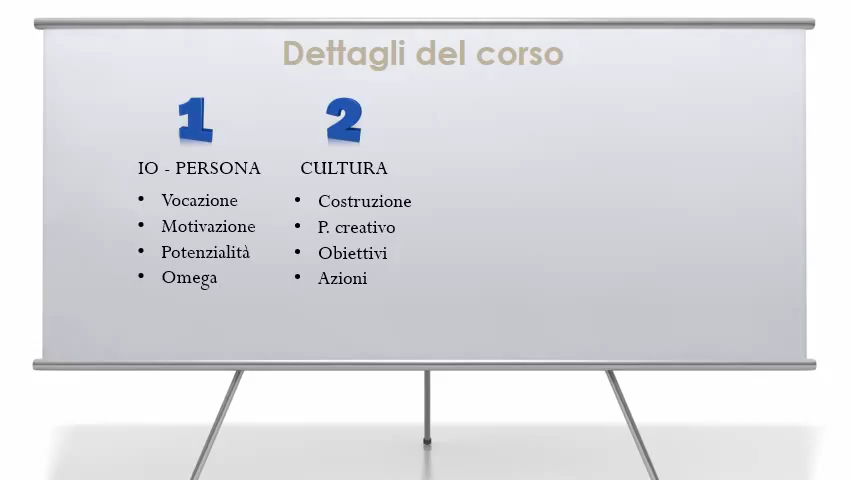 Dettagli del corso
1
IO - PERSONA
• Vocazione
• Motivazione
• Potenzialità
• Omega
2
CULTURA
• Costruzione
• P. creativo
• Obiettivi
• Azioni